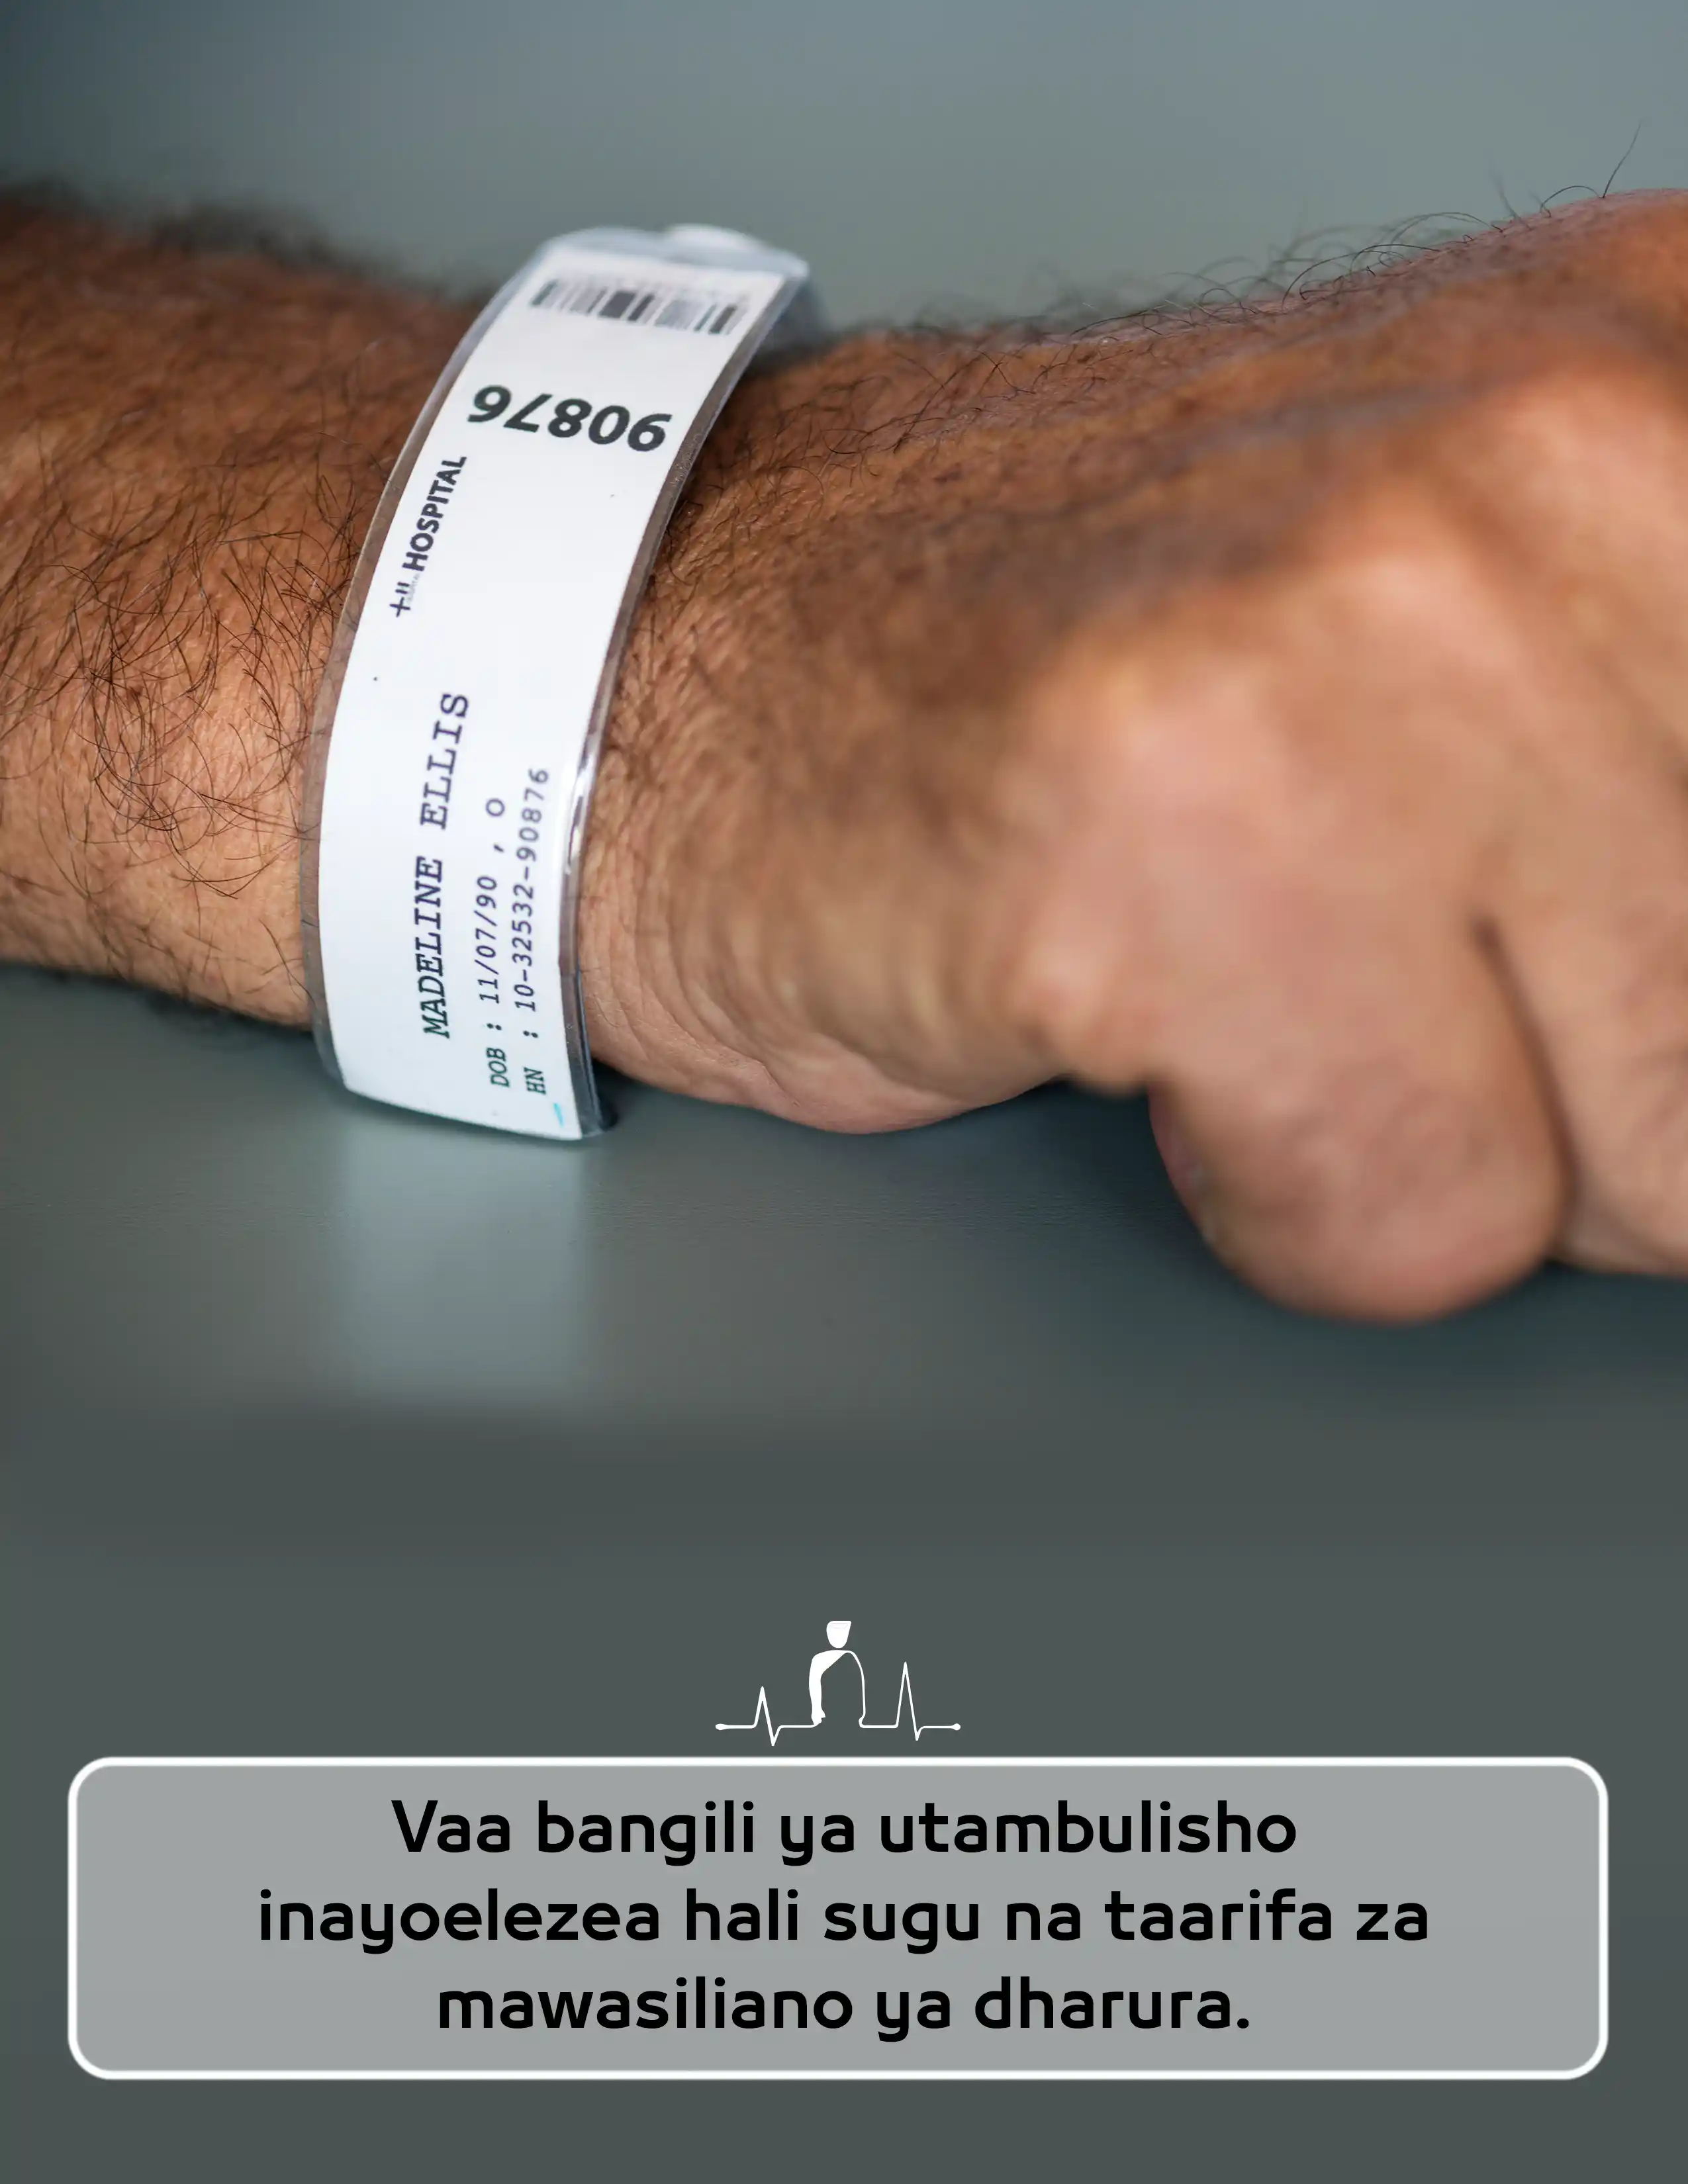 90876
HOSPITAL
MADELINE ELLIS
DOB : 11/07/90 , O
HN : 10-32532-90876
Vaa bangili ya utambulisho
inayoelezea hali sugu na taarifa za
mawasiliano ya dharura.